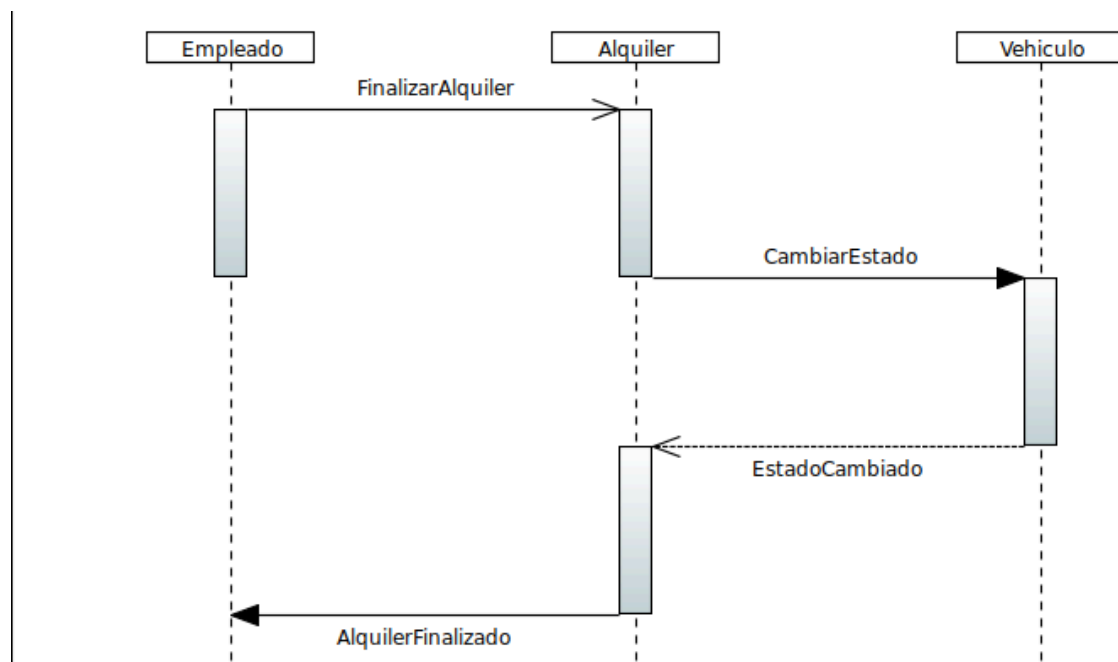 Empleado
Alquiler
Vehiculo
FinalizarAlquiler
CambiarEstado
EstadoCambiado
AlquilerFinalizado